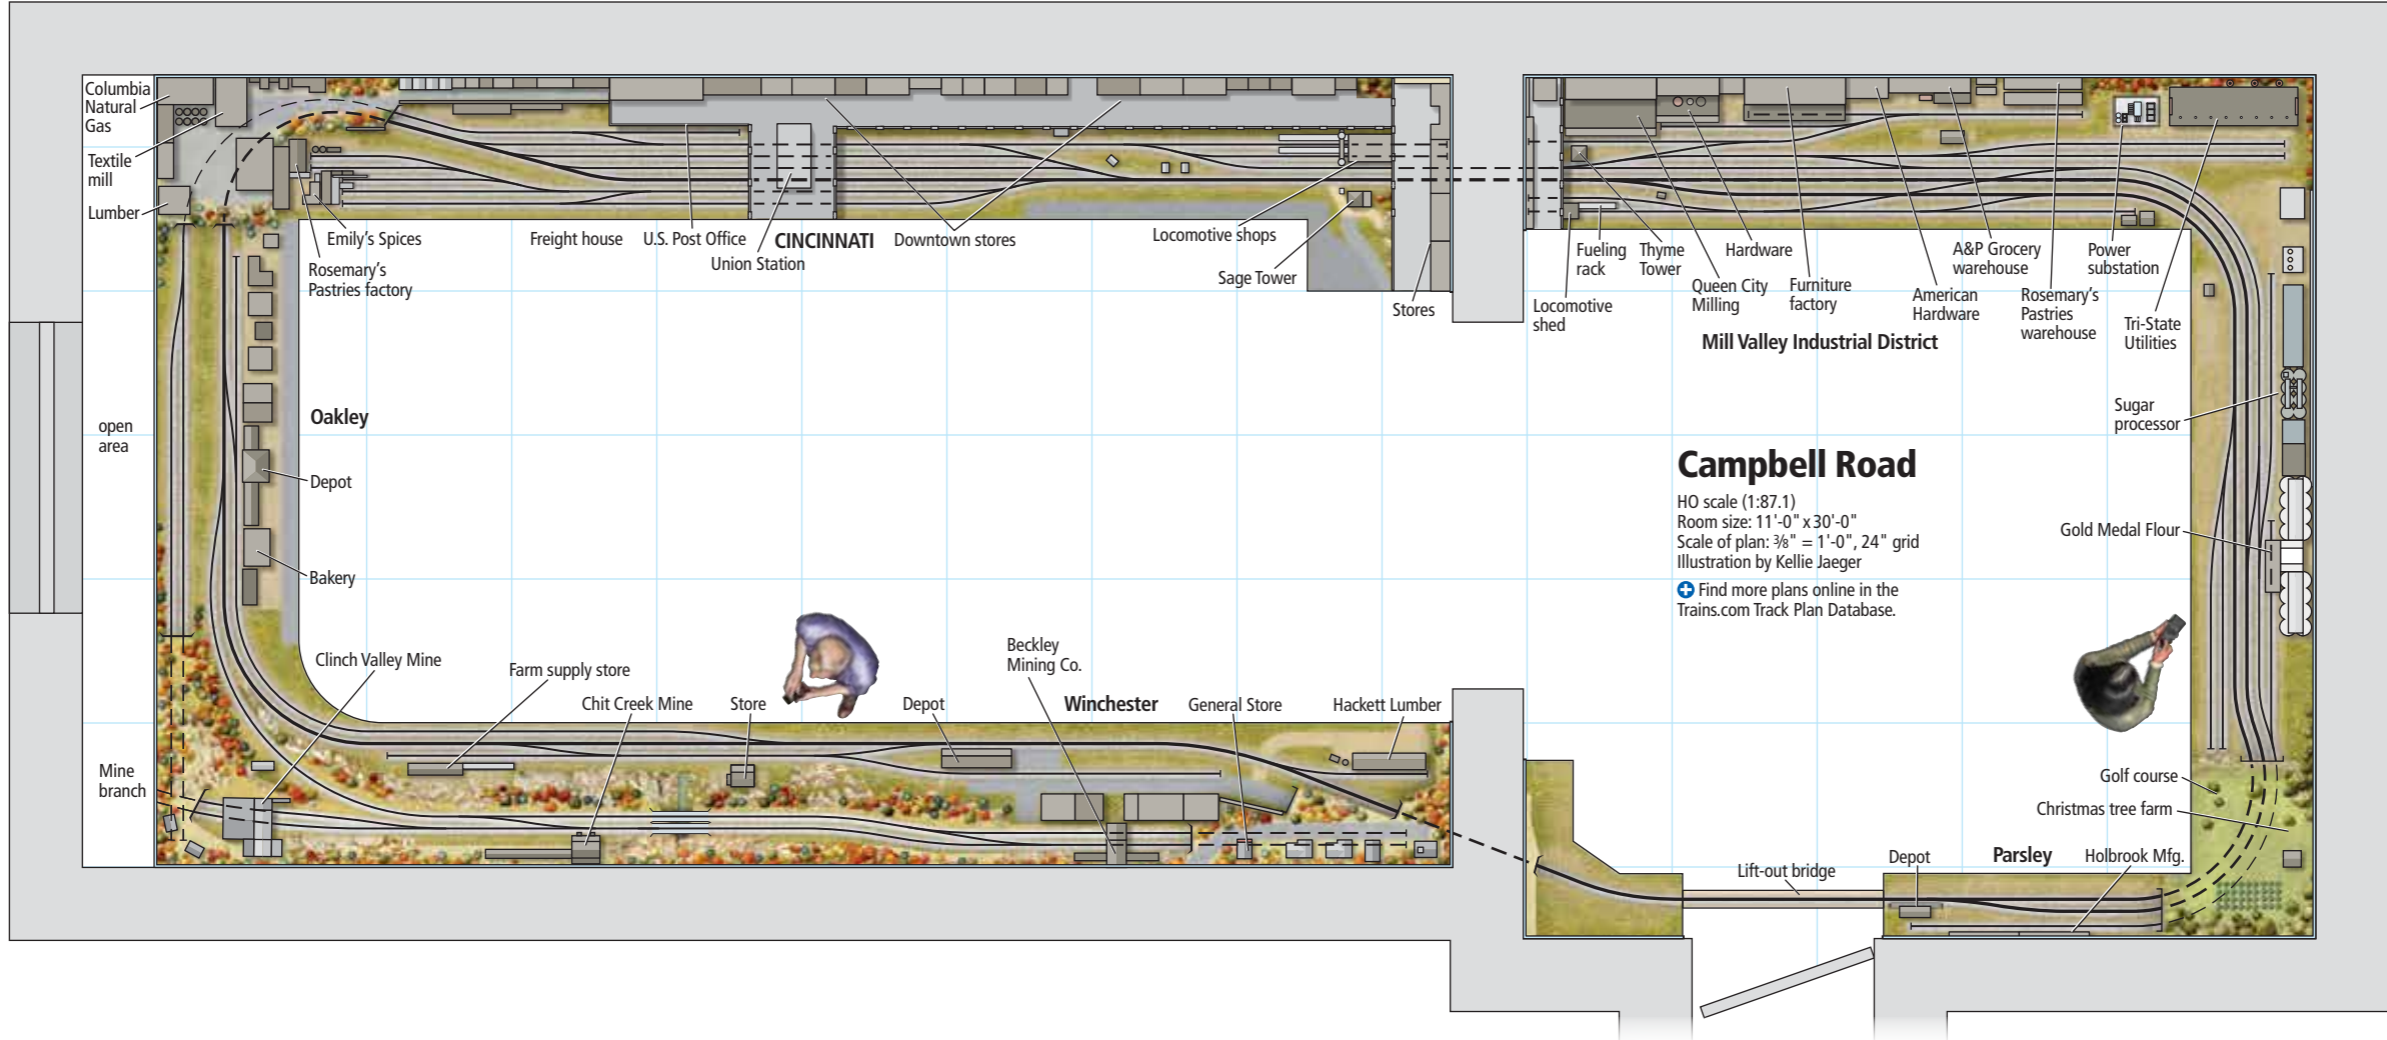 Columbia
Natural
Gas
Textile
mill
Lumber
Emily's Spices
Rosemary's
Pastries factory
Freight house
U.S. Post Office
CINCINNATI
Union Station
Downtown stores
Locomotive shops
Sage Tower
Stores
Locomotive
shed
Fueling
rack
Thyme
Tower
Queen City
Milling
Hardware
Furniture
factory
American
Hardware
A&P Grocery
warehouse
Rosemary's
Pastries
warehouse
Power
substation
Tri-State
Utilities
Mill Valley Industrial District
open
area
Oakley
Depot
Bakery
Sugar
processor
Gold Medal Flour
Campbell Road
HO scale (1:87.1)
Room size: 11'-0" x 30'-0"
Scale of plan: 3⁄8" = 1'-0", 24" grid
Illustration by Kellie Jaeger
Find more plans online in the
Trains.com Track Plan Database.
Mine
branch
Clinch Valley Mine
Farm supply store
Chit Creek Mine
Store
Depot
Beckley
Mining Co.
Winchester
General Store
Hackett Lumber
Golf course
Christmas tree farm
Lift-out bridge
Depot
Parsley
Holbrook Mfg.